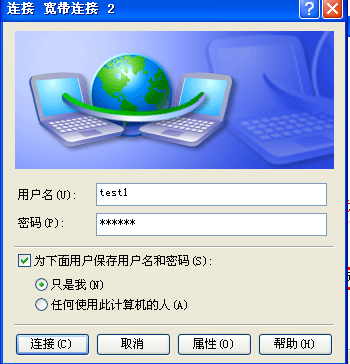 连接 宽带连接 2
用户名(U): test1
密码(P): ******
为下面用户保存用户名和密码(S):
只是我(N)
任何使用此计算机的人(A)
连接(C) 取消 属性(O) 帮助(H)